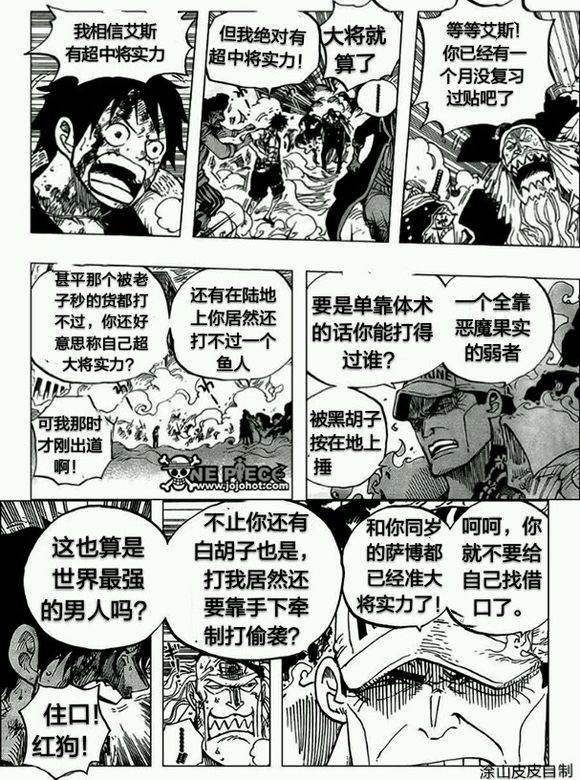 等等艾斯！
你已经有一
个月没复习
过贴吧了
大将就
算了
但我绝对有
超中将实力！
我相信艾斯
有超中将实力
一个全靠
恶魔果实
的弱者
要是单靠体术
的话你能打得
过谁？
被黑胡子
按在地上
捶
RINE
还有在陆地
上你居然还
打不过一个
鱼人
甚平那个被老
子秒的货都打
不过，你还好
意思称自己超
大将实力？
可我那时
才刚出道
啊！
ONE PIECE
www.jojohot.com
呵呵，你
就不要给
自己找借
口了。
和你同岁
的萨博都
已经准大
将实力了！
不止你还有
白胡子也是，
打我居然还
要靠手下牵
制打偷袭？
这也算是
世界最强
的男人吗？
住口！
红狗！
涂山皮皮自制